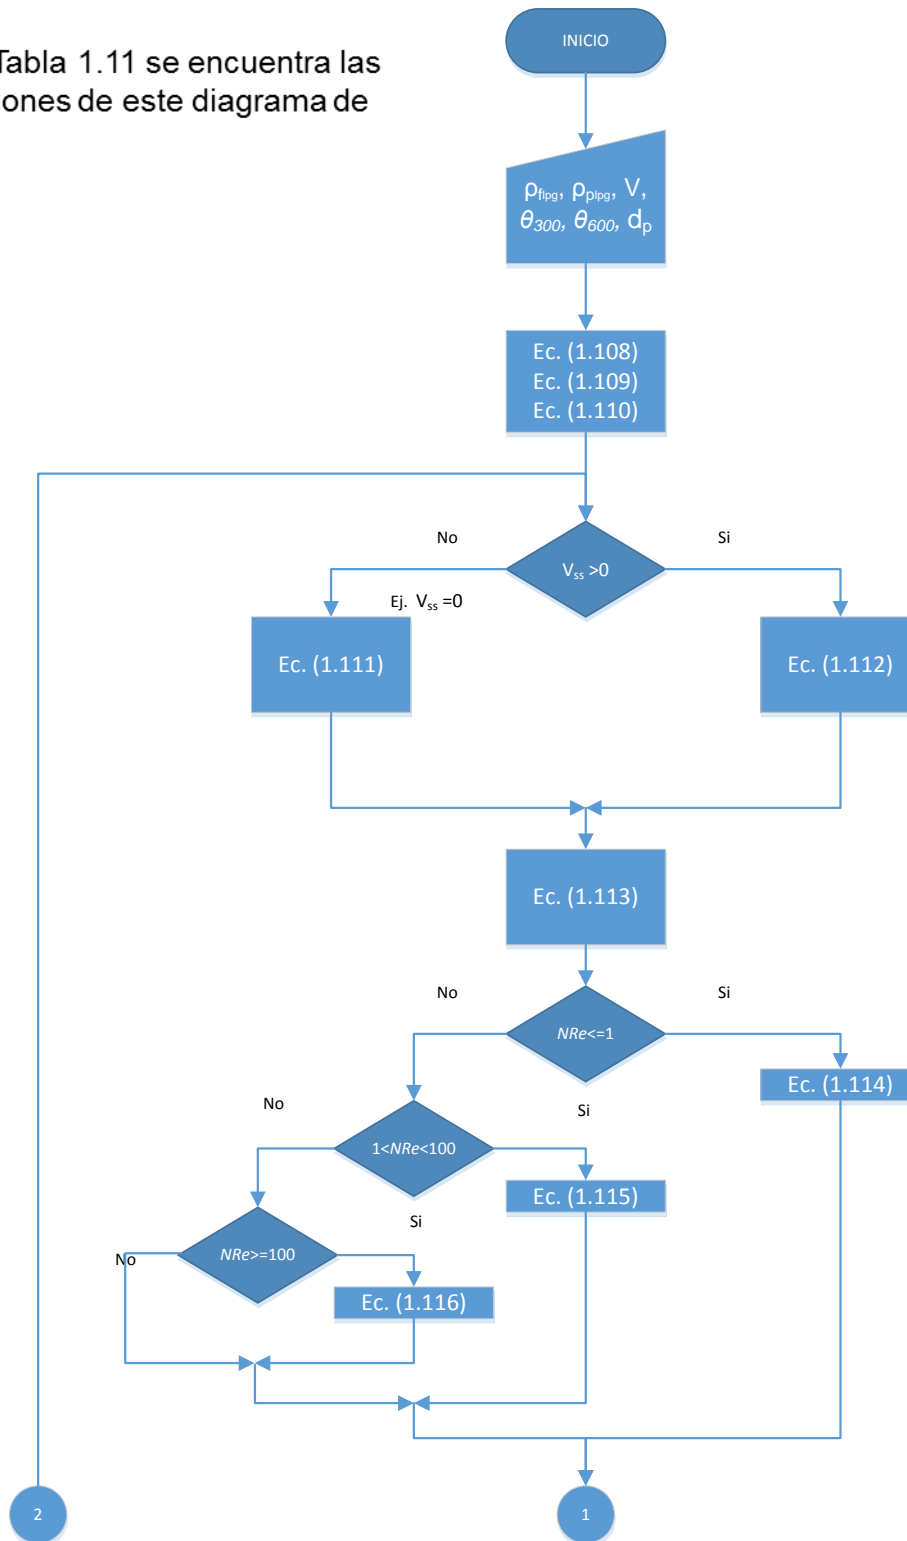 INICIO
Tabla 1.11 se encuentra las
iones de este diagrama de
ρflpg, ρplpg, V,
θ300, θ600, dp
Ec. (1.108)
Ec. (1.109)
Ec. (1.110)
No
Si
Vss >0
Ej. Vss =0
Ec. (1.111)
Ec. (1.112)
Ec. (1.113)
No
Si
NRe<=1
Ec. (1.114)
No
Si
1<NRe<100
Ec. (1.115)
Si
No
NRe>=100
Ec. (1.116)
2
1